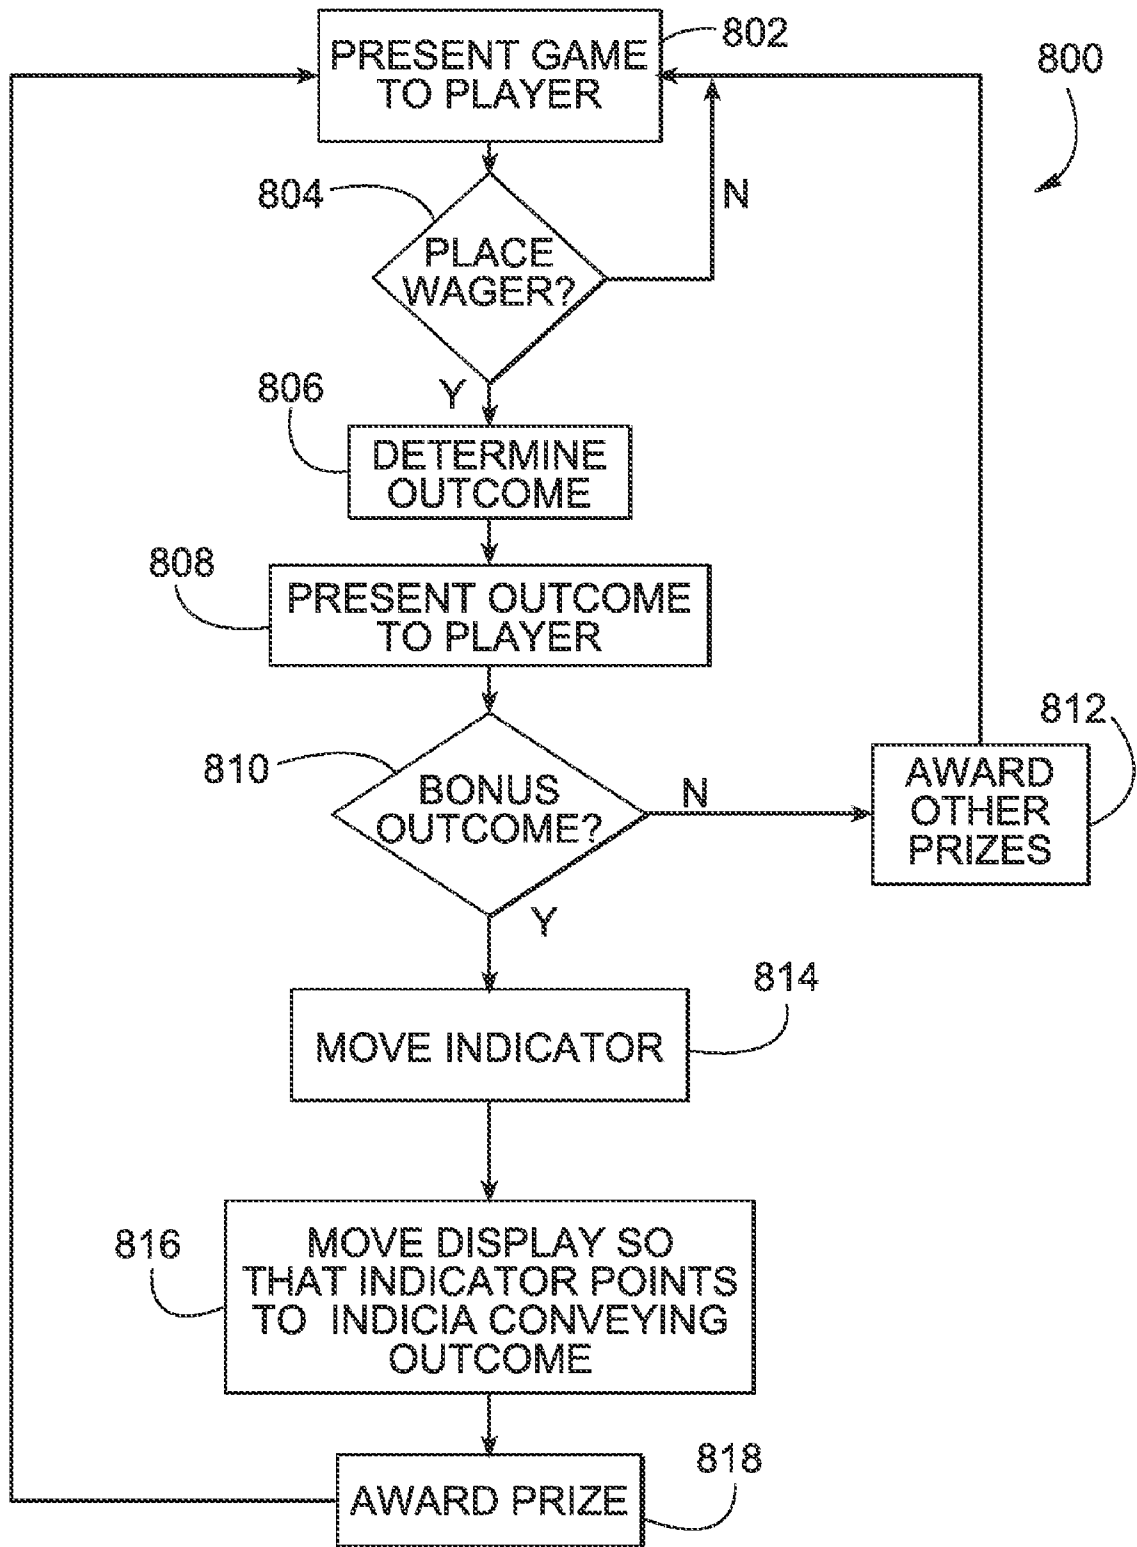 802
PRESENT GAME
TO PLAYER
800
804
N
PLACE
WAGER?
806
Y
DETERMINE
OUTCOME
808
PRESENT OUTCOME
TO PLAYER
812
810
BONUS
OUTCOME?
N
AWARD
OTHER
PRIZES
Y
814
MOVE INDICATOR
816
MOVE DISPLAY SO
THAT INDICATOR POINTS
TO INDICIA CONVEYING
OUTCOME
818
AWARD PRIZE